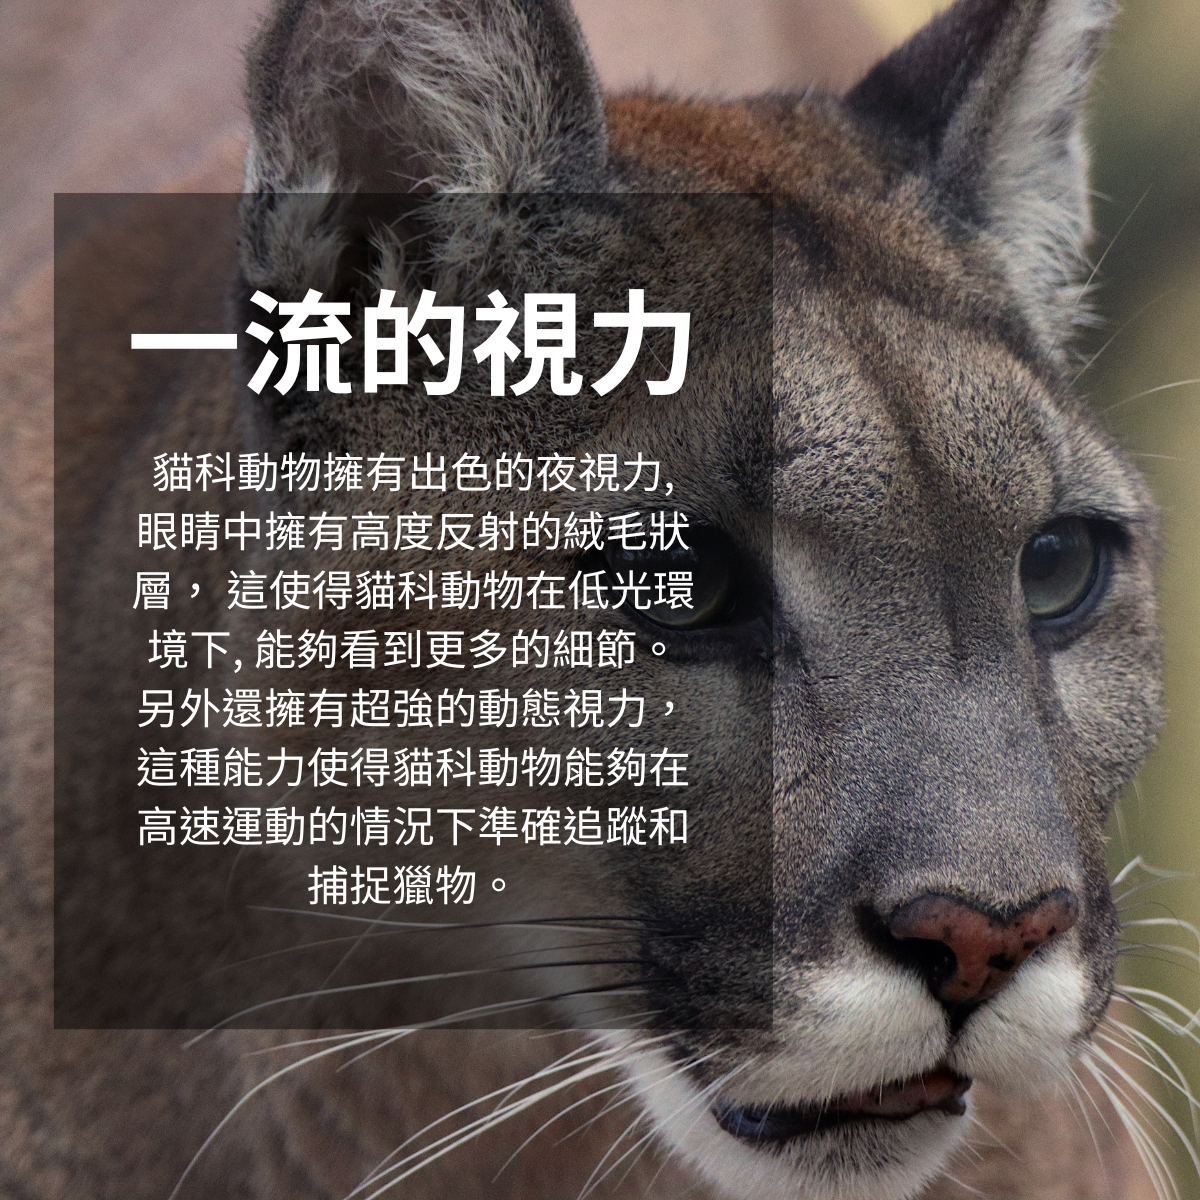 一流的視力
貓科動物擁有出色的夜視力,
眼睛中擁有高度反射的絨毛狀
層， 這使得貓科動物在低光環
境下, 能夠看到更多的細節。
另外還擁有超強的動態視力，
這種能力使得貓科動物能夠在
高速運動的情況下準確追蹤和
捕捉獵物。